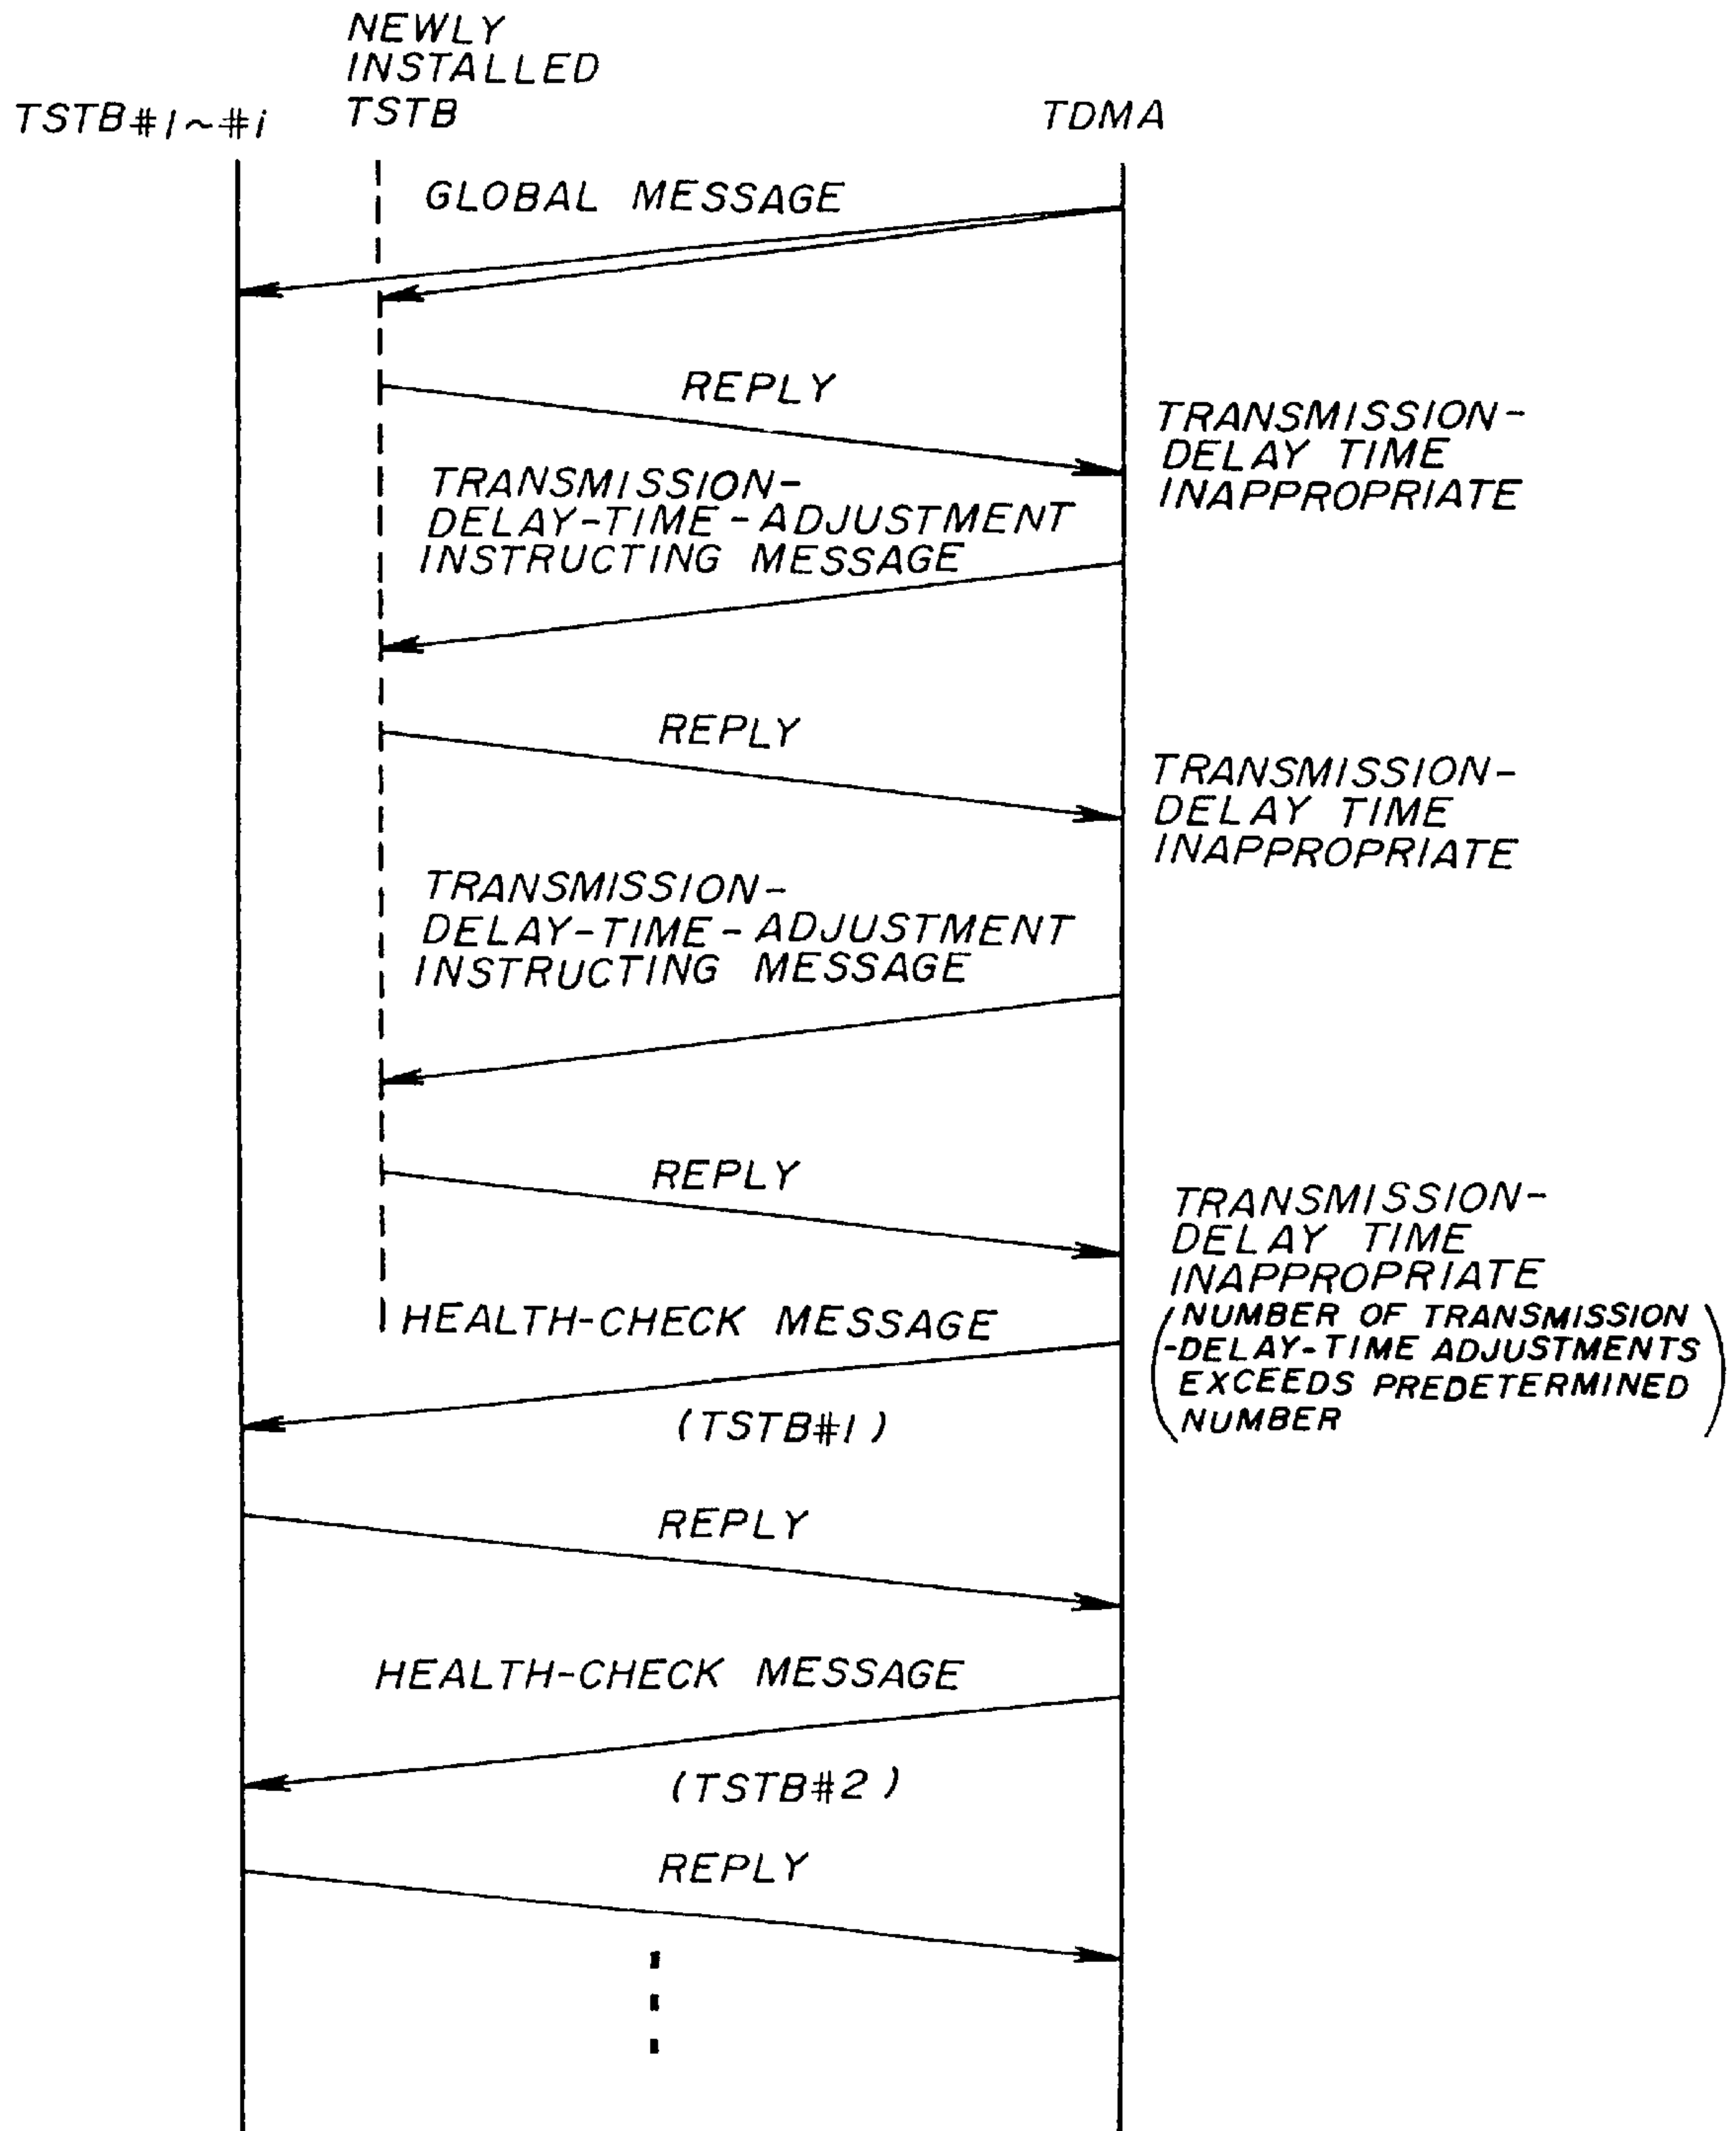 NEWLY
INSTALLED
TSTB
TSTB#1~#i
TDMA
GLOBAL MESSAGE
REPLY
TRANSMISSION-
DELAY TIME
INAPPROPRIATE
TRANSMISSION-
DELAY-TIME-ADJUSTMENT
INSTRUCTING MESSAGE
REPLY
TRANSMISSION-
DELAY TIME
INAPPROPRIATE
TRANSMISSION-
DELAY-TIME-ADJUSTMENT
INSTRUCTING MESSAGE
REPLY
TRANSMISSION-
DELAY TIME
INAPPROPRIATE
(NUMBER OF TRANSMISSION
-DELAY-TIME ADJUSTMENTS
EXCEEDS PREDETERMINED
NUMBER)
HEALTH-CHECK MESSAGE
(TSTB#1)
REPLY
HEALTH-CHECK MESSAGE
(TSTB#2)
REPLY